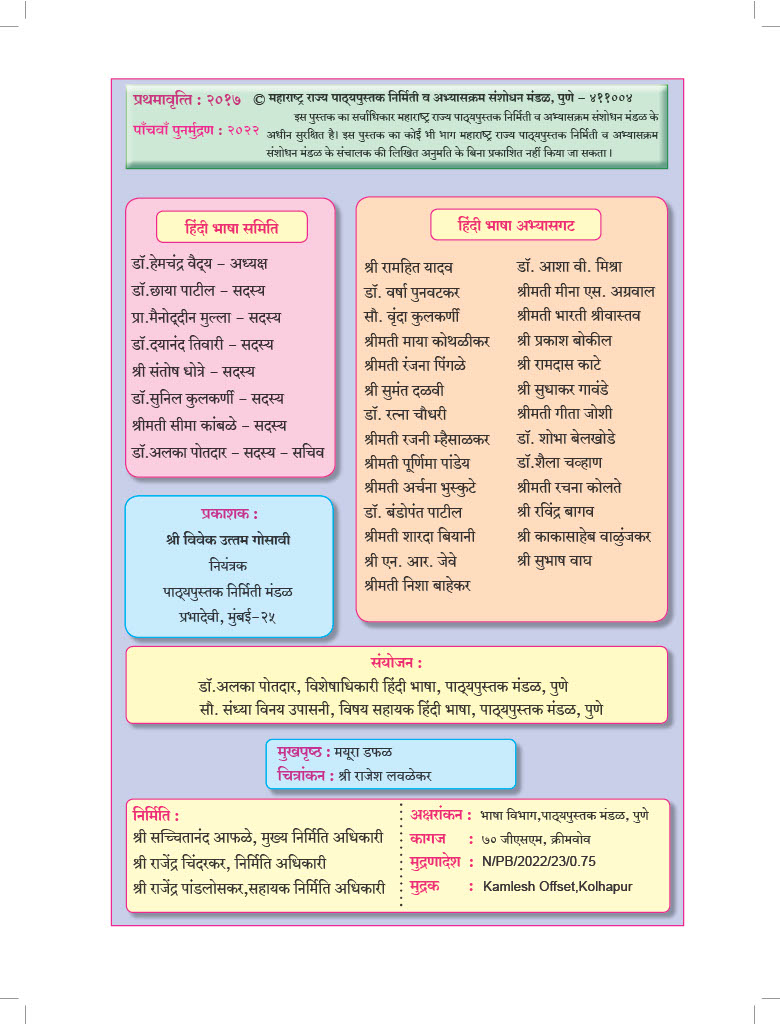 प्रथमावृत्ति : २०१७
© महाराष्ट्र राज्य पाठ्यपुस्तक निर्मिती व अभ्यासक्रम संशोधन मंडळ, पुणे – ४११००४
पाँचवाँ पुनर्मुद्रण : २०२२
इस पुस्तक का सर्वाधिकार महाराष्ट्र राज्य पाठ्यपुस्तक निर्मिती व अभ्यासक्रम संशोधन मंडळ के
अधीन सुरक्षित है। इस पुस्तक का कोई भी भाग महाराष्ट्र राज्य पाठ्यपुस्तक निर्मिती व अभ्यासक्रम
संशोधन मंडळ के संचालक की लिखित अनुमति के बिना प्रकाशित नहीं किया जा सकता ।
हिंदी भाषा समिति
डॉ.हेमचंद्र वैद्य – अध्यक्ष
डॉ.छाया पाटील – सदस्य
प्रा.मैनोद्दीन मुल्ला – सदस्य
डॉ.दयानंद तिवारी – सदस्य
श्री संतोष धोत्रे – सदस्य
डॉ.सुनिल कुलकर्णी – सदस्य
श्रीमती सीमा कांबळे – सदस्य
डॉ.अलका पोतदार – सदस्य – सचिव
प्रकाशक :
श्री विवेक उत्तम गोसावी
नियंत्रक
पाठ्यपुस्तक निर्मिती मंडळ
प्रभादेवी, मुंबई–२५
हिंदी भाषा अभ्यासगट
श्री रामहित यादव
डॉ. वर्षा पुनवटकर
सौ. वृंदा कुलकर्णी
श्रीमती माया कोथळीकर
श्रीमती रंजना पिंगळे
श्री सुमंत दळवी
डॉ. रत्ना चौधरी
श्रीमती रजनी म्हैसाळकर
श्रीमती पूर्णिमा पांडेय
श्रीमती अर्चना भुस्कुटे
डॉ. बंडोपंत पाटील
श्रीमती शारदा बियानी
श्री एन. आर. जेवे
श्रीमती निशा बाहेकर
डॉ. आशा वी. मिश्रा
श्रीमती मीना एस. अग्रवाल
श्रीमती भारती श्रीवास्तव
श्री प्रकाश बोकील
श्री रामदास काटे
श्री सुधाकर गावंडे
श्रीमती गीता जोशी
डॉ. शोभा बेलखोडे
डॉ.शैला चव्हाण
श्रीमती रचना कोलते
श्री रविंद्र बागव
श्री काकासाहेब वाळुंजकर
श्री सुभाष वाघ
संयोजन :
डॉ.अलका पोतदार, विशेषाधिकारी हिंदी भाषा, पाठ्यपुस्तक मंडळ, पुणे
सौ. संध्या विनय उपासनी, विषय सहायक हिंदी भाषा, पाठ्यपुस्तक मंडळ, पुणे
मुखपृष्ठ : मयूरा डफळ
चित्रांकन : श्री राजेश लवळेकर
निर्मिति :
श्री सच्चितानंद आफळे, मुख्य निर्मिति अधिकारी
श्री राजेंद्र चिंदरकर, निर्मिति अधिकारी
श्री राजेंद्र पांडलोसकर,सहायक निर्मिति अधिकारी
अक्षरांकन : भाषा विभाग,पाठ्यपुस्तक मंडळ, पुणे
कागज : ७० जीएसएम, क्रीमवोव
मुद्रणादेश : N/PB/2022/23/0.75
मुद्रक : Kamlesh Offset,Kolhapur